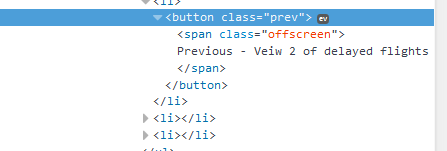 <li>
<button class="prev"> ev
<span class="offscreen">
Previous - Veiw 2 of delayed flights
</span>
</button>
</li>
<li></li>
<li></li>